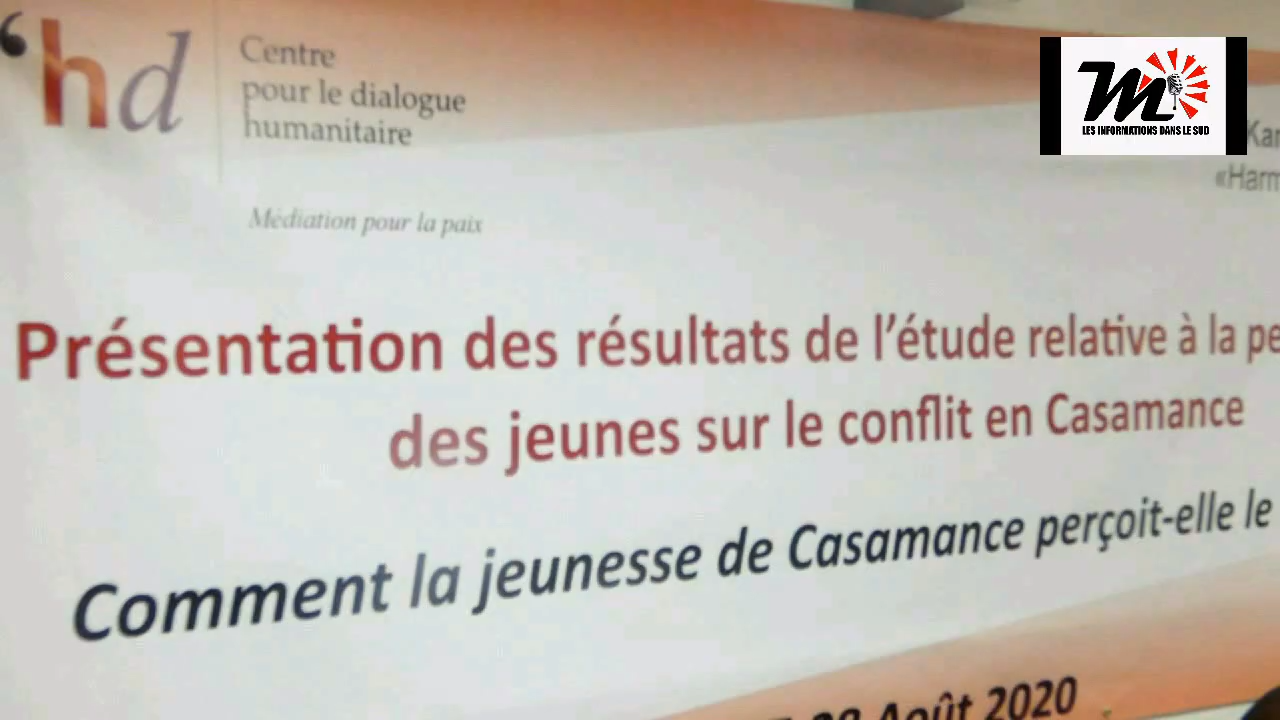 ‘hd
Centre
pour le dialogue
humanitaire
Médiation pour la paix
M
LES INFORMATIONS DANS LE SUD
Présentation des résultats de l’étude relative à la
des jeunes sur le conflit en Casamance
Comment la jeunesse de Casamance perçoit-elle le
Août 2020